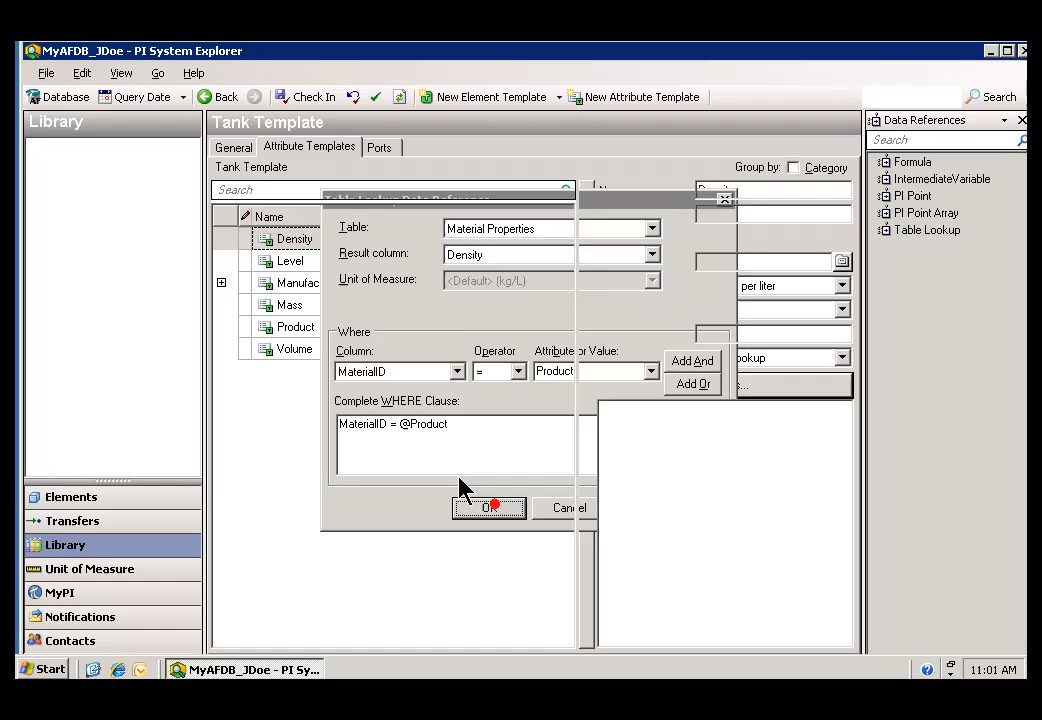 MyAFDB_JDoe - PI System Explorer
File Edit View Go Help
Database Query Date Back Check In New Element Template New Attribute Template Search
Library
Tank Template
Data References
General Attribute Templates Ports
Search
Tank Template
Group by: Category
Search
Formula
IntermediateVariable
PI Point
PI Point Array
Table Lookup
Name
Density
Level
Manufac
Mass
Product
Volume
Table: Material Properties
Result column: Density
Unit of Measure: <Default> (kg/L)
per liter
Where
Column: Operator Attribute or Value:
MaterialID = Product
Add And
Add Or
ookup
Complete WHERE Clause:
MaterialID = @Product
OK Cancel
Elements
Transfers
Library
Unit of Measure
MyPI
Notifications
Contacts
Start
MyAFDB_JDoe - PI Sy...
11:01 AM